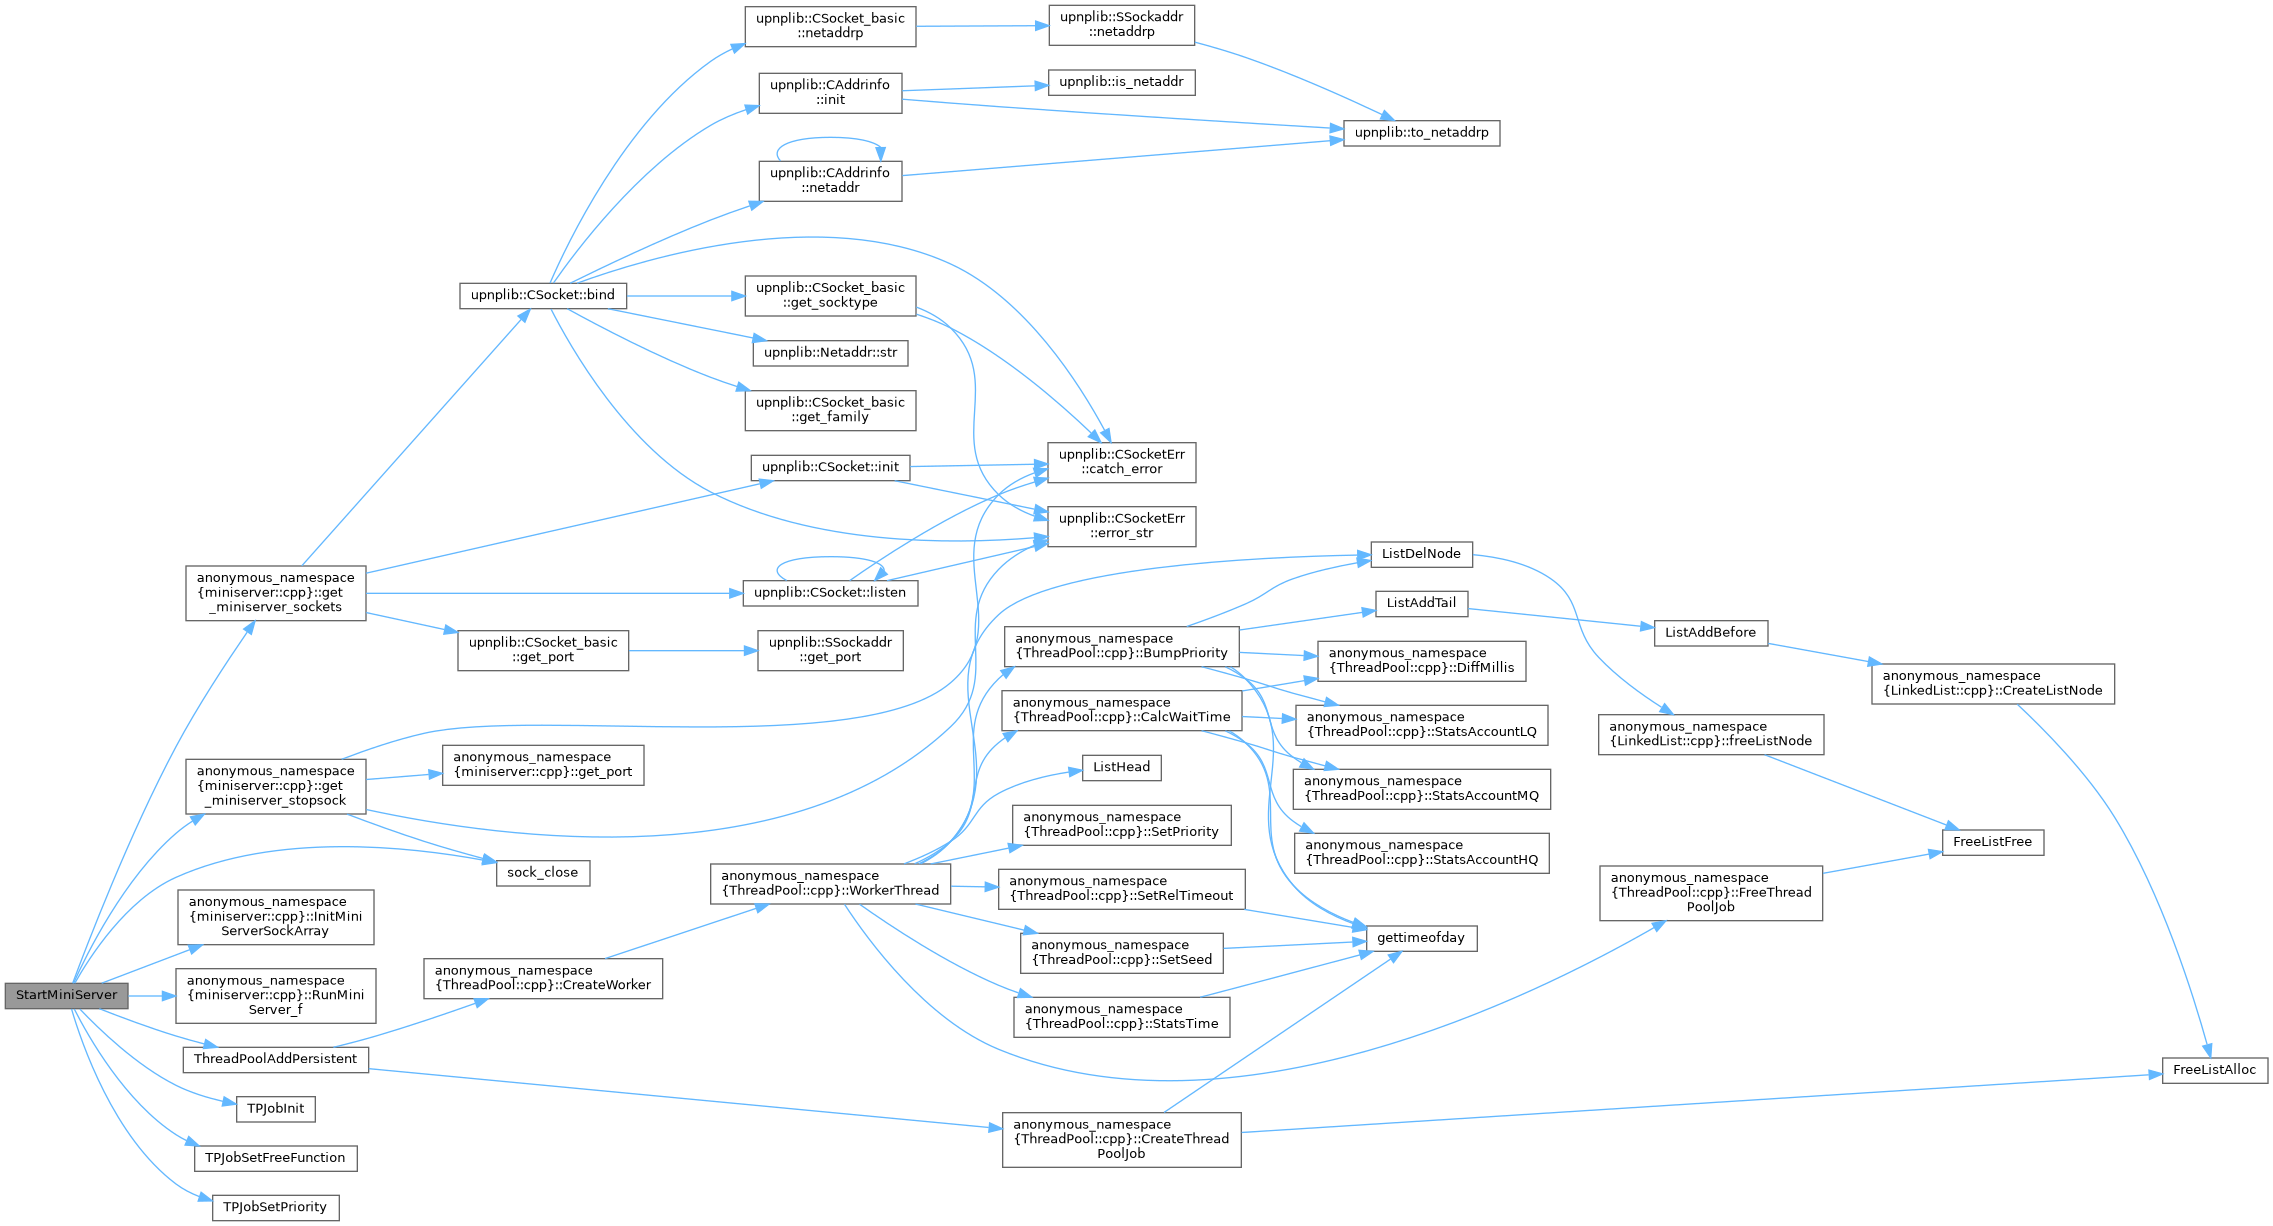 upnplib::CSocket_basic
::netaddrp
upnplib::SSockaddr
::netaddrp
upnplib::CAddrinfo
::init
upnplib::is_netaddr
upnplib::to_netaddrp
upnplib::CAddrinfo
::netaddr
upnplib::CSocket::bind
upnplib::CSocket_basic
::get_socktype
upnplib::Netaddr::str
upnplib::CSocket_basic
::get_family
upnplib::CSocket::init
upnplib::CSocketErr
::catch_error
upnplib::CSocketErr
::error_str
anonymous_namespace
{miniserver::cpp}::get
_miniserver_sockets
upnplib::CSocket::listen
upnplib::CSocket_basic
::get_port
upnplib::SSockaddr
::get_port
ListDelNode
ListAddTail
ListAddBefore
anonymous_namespace
{ThreadPool::cpp}::BumpPriority
anonymous_namespace
{ThreadPool::cpp}::DiffMillis
anonymous_namespace
{LinkedList::cpp}::CreateListNode
anonymous_namespace
{ThreadPool::cpp}::CalcWaitTime
anonymous_namespace
{ThreadPool::cpp}::StatsAccountLQ
anonymous_namespace
{LinkedList::cpp}::freeListNode
anonymous_namespace
{miniserver::cpp}::get
_miniserver_stopsock
anonymous_namespace
{miniserver::cpp}::get_port
ListHead
anonymous_namespace
{ThreadPool::cpp}::StatsAccountMQ
anonymous_namespace
{ThreadPool::cpp}::SetPriority
anonymous_namespace
{ThreadPool::cpp}::StatsAccountHQ
FreeListFree
sock_close
anonymous_namespace
{ThreadPool::cpp}::WorkerThread
anonymous_namespace
{ThreadPool::cpp}::SetRelTimeout
anonymous_namespace
{ThreadPool::cpp}::FreeThread
PoolJob
anonymous_namespace
{miniserver::cpp}::InitMini
ServerSockArray
anonymous_namespace
{ThreadPool::cpp}::SetSeed
gettimeofday
anonymous_namespace
{ThreadPool::cpp}::CreateWorker
StartMiniServer
anonymous_namespace
{miniserver::cpp}::RunMini
Server_f
anonymous_namespace
{ThreadPool::cpp}::StatsTime
ThreadPoolAddPersistent
FreeListAlloc
TPJobInit
anonymous_namespace
{ThreadPool::cpp}::CreateThread
PoolJob
TPJobSetFreeFunction
TPJobSetPriority